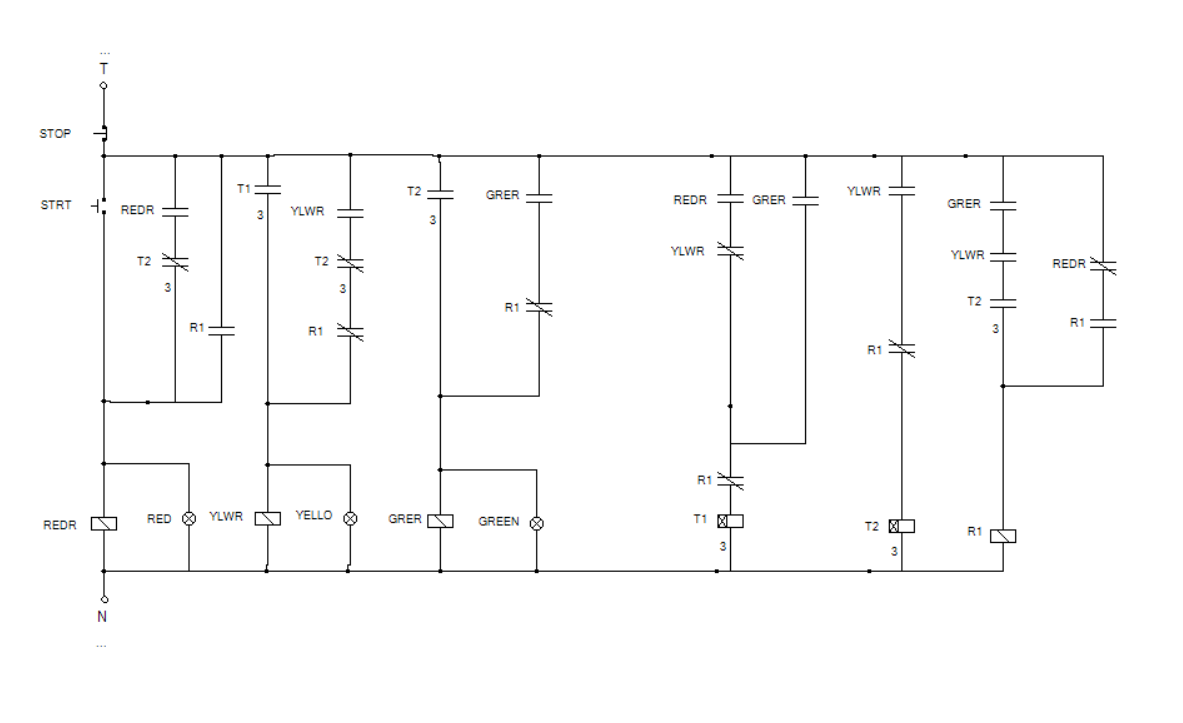 ...
T
STOP
STRT
REDR
T2
3
R1
T1
3
YLWR
T2
3
R1
T2
3
GRER
R1
REDR
GRER
YLWR
YLWR
R1
GRER
YLWR
T2
3
REDR
R1
REDR
RED
YLWR
YELLO
GRER
GREEN
R1
T1
3
T2
3
R1
N
...